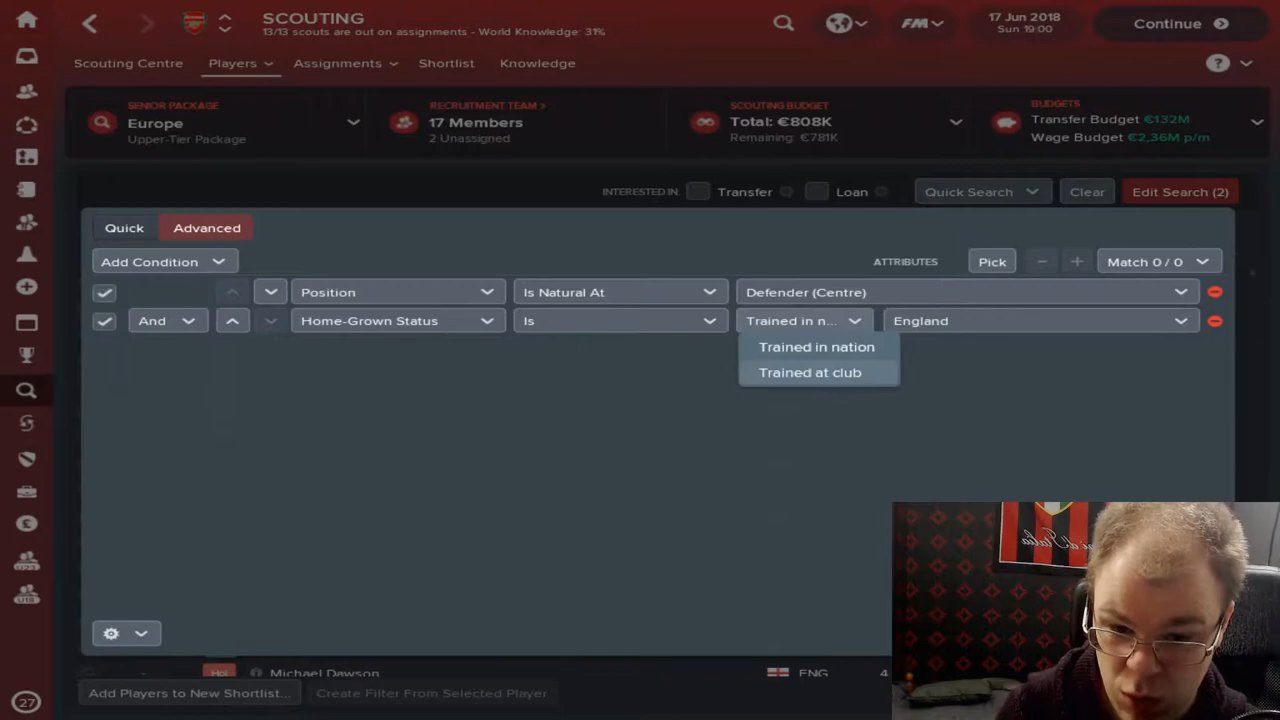 SCOUTING
13/13 scouts are out on assignments - World Knowledge: 31%
FM
17 Jun 2018
Sun 19:00
Continue
Scouting Centre
Players
Assignments
Shortlist
Knowledge
?
SENIOR PACKAGE
Europe
Upper-Tier Package
RECRUITMENT TEAM >
17 Members
2 Unassigned
SCOUTING BUDGET
Total: €808K
Remaining: €781K
BUDGETS
Transfer Budget €132M
Wage Budget €2,36M p/m
INTERESTED IN:
Transfer
Loan
Quick Search
Clear
Edit Search (2)
Quick
Advanced
Add Condition
ATTRIBUTES
Pick
Match 0 / 0
Position
Is Natural At
Defender (Centre)
And
Home-Grown Status
Is
Trained in n...
England
Trained in nation
Trained at club
-
Michael Dawson
ENG
4
Add Players to New Shortlist...
Create Filter From Selected Player
27